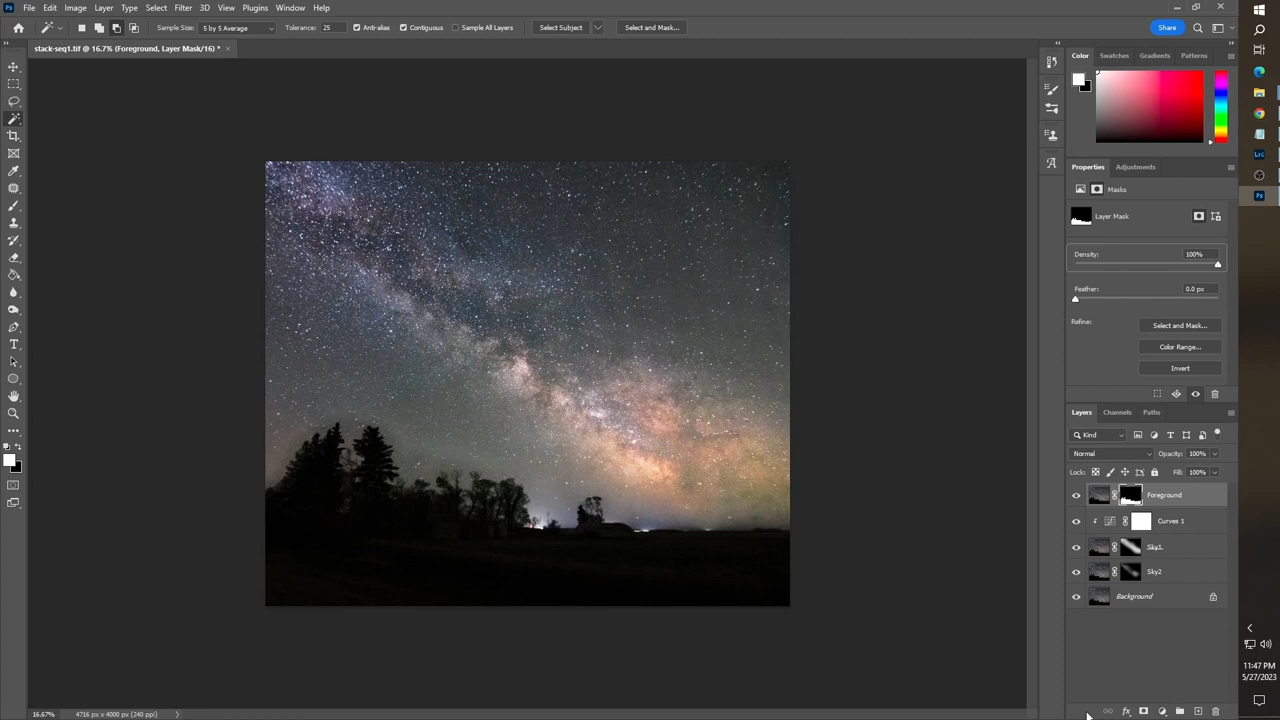 Ps File Edit Image Layer Type Select Filter 3D View Plugins Window Help
Sample Size: 5 by 5 Average Tolerance: 25 Anti-alias Contiguous Sample All Layers Select Subject Select and Mask... Share
stack-seq1.tif @ 16.7% (Foreground, Layer Mask/16) * ×
Color Swatches Gradients Patterns
Properties Adjustments
Masks
Layer Mask
Density: 100%
Feather: 0.0 px
Refine: Select and Mask...
Color Range...
Invert
Layers Channels Paths
Kind
Normal Opacity: 100%
Lock: Fill: 100%
Foreground
Curves 1
Sky1
Sky2
Background
fx
16.67% 4716 px x 4000 px (240 ppi)
Lrc
Ps
11:47 PM
5/27/2023